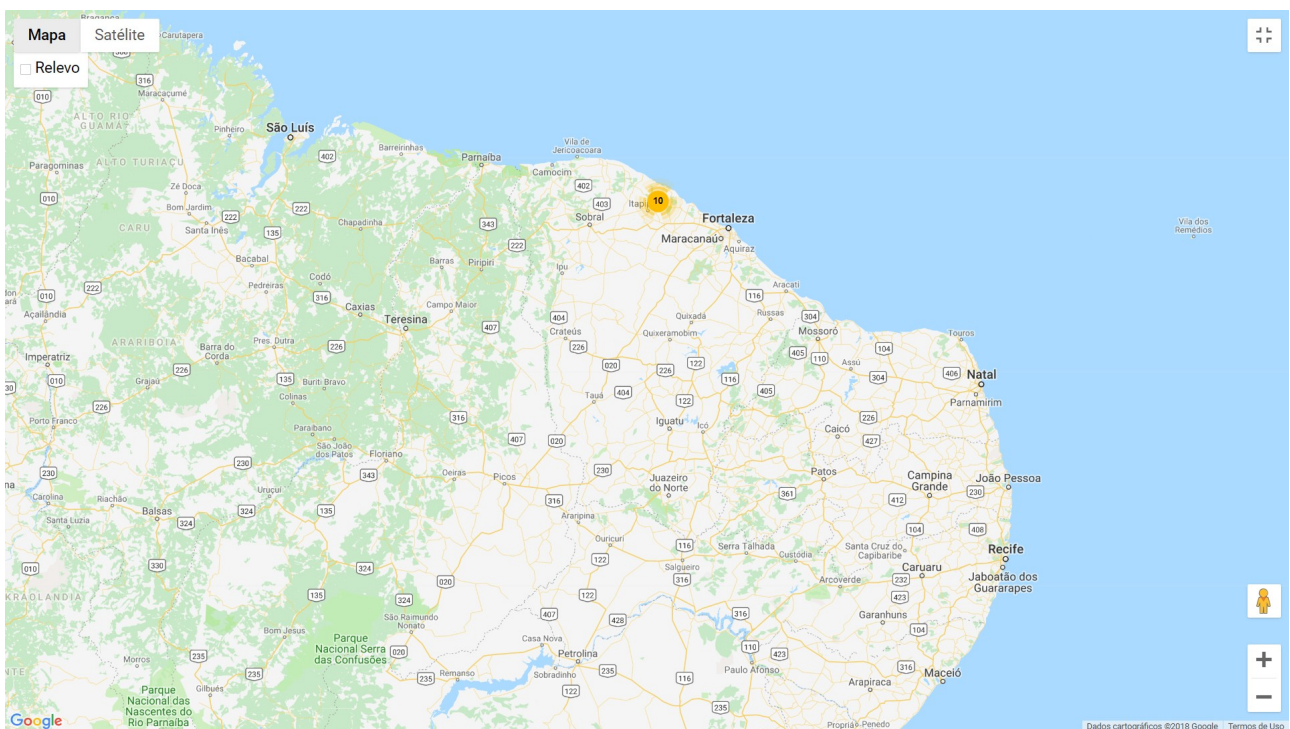 Bragança
Mapa
Satélite
Carutapera
Relevo
316
010
Maracaçumé
ALTO RIO
GUAMÁ
Pinheiro
São Luís
402
Barreirinhas
Parnaíba
Vila de
Jericoacoara
Camocim
Paragominas
ALTO TURIAÇU
Zé Doca
402
403
10
Sobral
010
Bom Jardim
222
222
Santa Inês
CARU
135
Chapadinha
343
222
Fortaleza
Maracanaú
Aquiraz
Vila dos
Remédios
Bacabal
Barras
Piripiri
Ipu
Pedreiras
Codó
222
010
316
Caxias
Campo Maior
Aracati
116
Açailândia
Teresina
407
404
Crateús
Quixadá
Quixeramobim
Russas
304
Mossoró
Touros
ARARIBOIA
Barra do
Corda
Pres. Dutra
226
226
104
Imperatriz
226
020
226
122
405
110
Assú
304
406
Natal
010
Grajaú
135
Buriti Bravo
Colinas
116
405
Parnamirim
Tauá
404
122
226
316
226
Porto Franco
Paraibano
Iguatu
Icó
Caicó
427
São João
dos Patos
Floriano
407
020
230
230
343
Oeiras
Picos
230
Juazeiro
do Norte
Patos
Campina
Grande
João Pessoa
230
Carolina
Riachão
Uruçuí
361
412
Santa Luzia
Balsas
324
324
135
316
Araripina
104
408
Ouricuri
116
Serra Talhada
Custódia
Santa Cruz do
Capibaribe
Recife
010
330
324
122
Salgueiro
316
Arcoverde
232
Caruaru
Jaboatão dos
Guararapes
KRAOLANDIA
135
324
020
122
423
São Raimundo
Nonato
407
428
316
Garanhuns
104
Bom Jesus
Parque
Nacional Serra
das Confusões
020
Casa Nova
Petrolina
110
423
Morros
235
235
235
Remanso
Sobradinho
235
116
Paulo Afonso
316
Maceió
Arapiraca
Parque
Nacional das
Nascentes do
Rio Parnaíba
Gilbués
122
235
Propriá
Penedo
Google
Dados cartográficos ©2018 Google
Termos de Uso